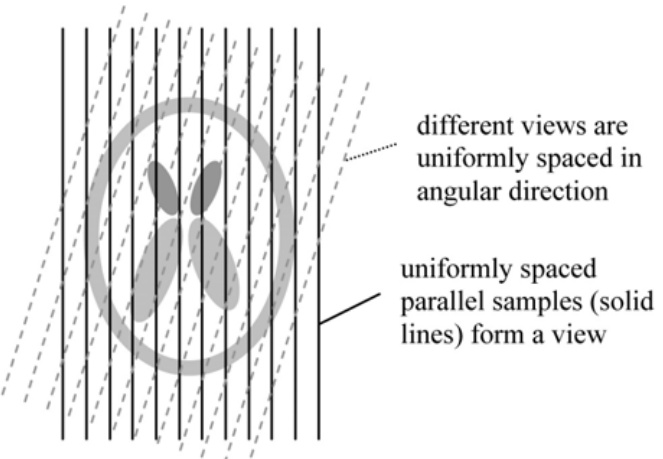 different views are
uniformly spaced in
angular direction
uniformly spaced
parallel samples (solid
lines) form a view